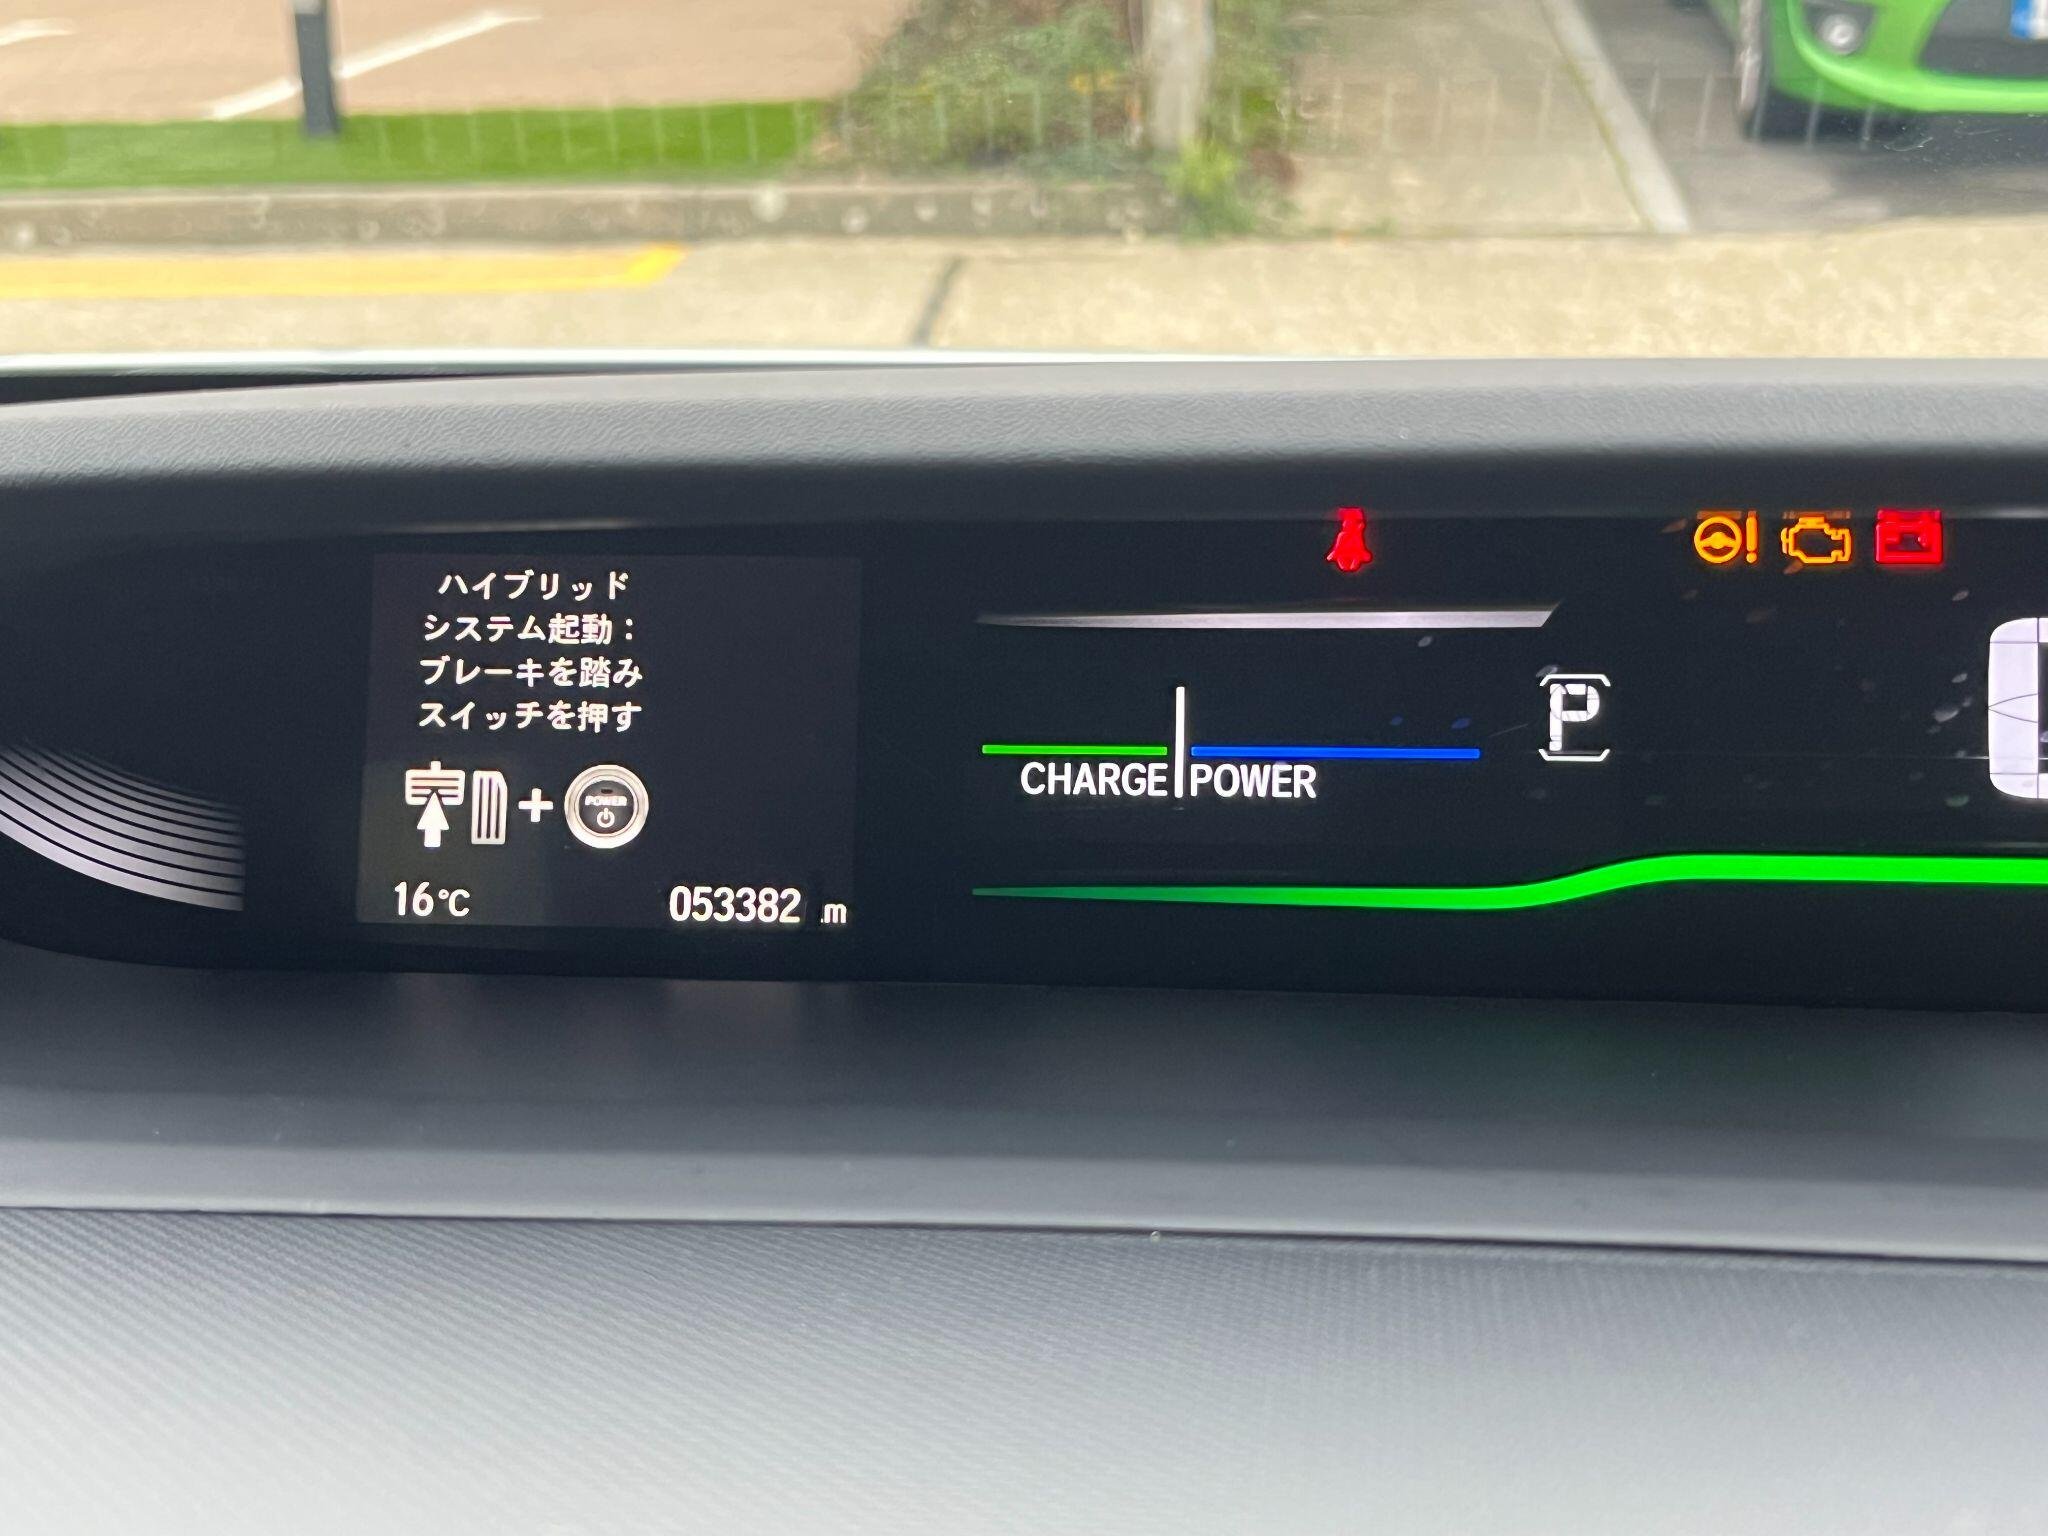 ハイブリッド
システム起動：
ブレーキを踏み
スイッチを押す
POWER
16℃
053382
CHARGE
POWER
P